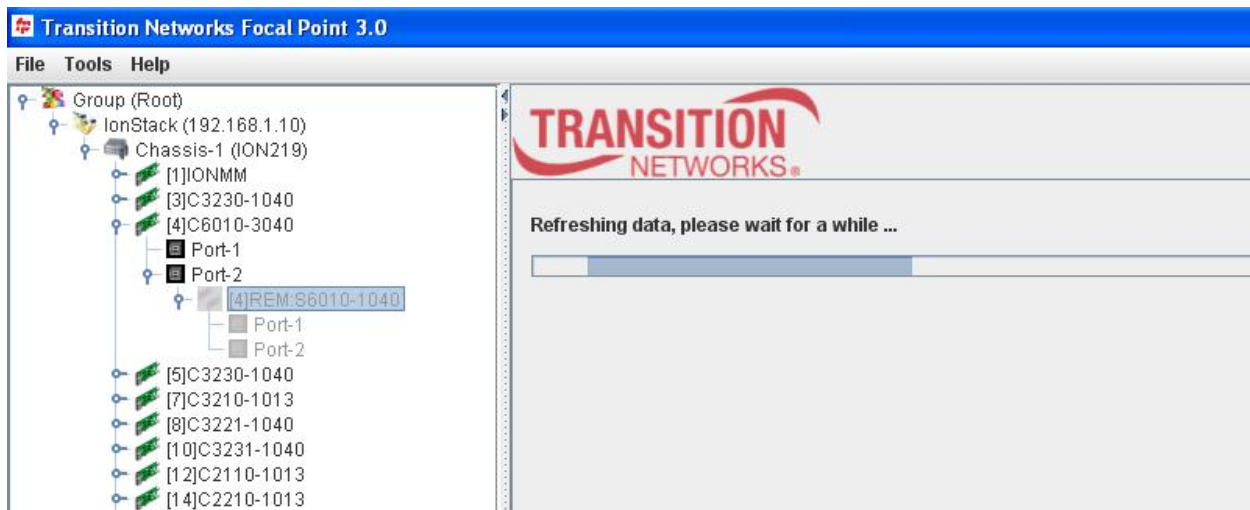 Transition Networks Focal Point 3.0
File Tools Help
Group (Root)
IonStack (192.168.1.10)
Chassis-1 (ION219)
[1]IONMM
[3]C3230-1040
[4]C6010-3040
Port-1
Port-2
[4]REM:S6010-1040
Port-1
Port-2
[5]C3230-1040
[7]C3210-1013
[8]C3221-1040
[10]C3231-1040
[12]C2110-1013
[14]C2210-1013
TRANSITION
NETWORKS®
Refreshing data, please wait for a while ...